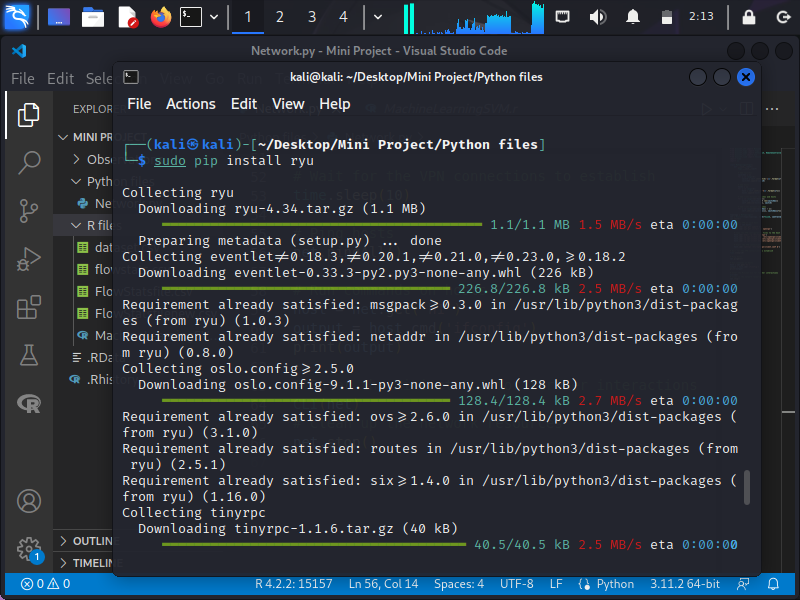 1 2 3 4 2:13
Network.py - Mini Project - Visual Studio Code
File Edit Sele
EXPLOR
MINI PROJEC
Obse
Python
Ne
R files
dat
flow
Flow
Flow
Ma
.RDa
.Rhis
OUTLIN
TIMELIN
kali@kali: ~/Desktop/Mini Project/Python files
File Actions Edit View Help
┌──(kali㉿kali)-[~/Desktop/Mini Project/Python files]
└─$ sudo pip install ryu
Collecting ryu
Downloading ryu-4.34.tar.gz (1.1 MB)
1.1/1.1 MB 1.5 MB/s eta 0:00:00
Preparing metadata (setup.py) ... done
Collecting eventlet≠0.18.3,≠0.20.1,≠0.21.0,≠0.23.0,≥0.18.2
Downloading eventlet-0.33.3-py2.py3-none-any.whl (226 kB)
226.8/226.8 kB 2.5 MB/s eta 0:00:00
Requirement already satisfied: msgpack≥0.3.0 in /usr/lib/python3/dist-packag
es (from ryu) (1.0.3)
Requirement already satisfied: netaddr in /usr/lib/python3/dist-packages (fro
m ryu) (0.8.0)
Collecting oslo.config≥2.5.0
Downloading oslo.config-9.1.1-py3-none-any.whl (128 kB)
128.4/128.4 kB 2.7 MB/s eta 0:00:00
Requirement already satisfied: ovs≥2.6.0 in /usr/lib/python3/dist-packages (
from ryu) (3.1.0)
Requirement already satisfied: routes in /usr/lib/python3/dist-packages (from
ryu) (2.5.1)
Requirement already satisfied: six≥1.4.0 in /usr/lib/python3/dist-packages (
from ryu) (1.16.0)
Collecting tinyrpc
Downloading tinyrpc-1.1.6.tar.gz (40 kB)
40.5/40.5 kB 2.5 MB/s eta 0:00:00
1
0 0 R 4.2.2: 15157 Ln 56, Col 14 Spaces: 4 UTF-8 LF Python 3.11.2 64-bit